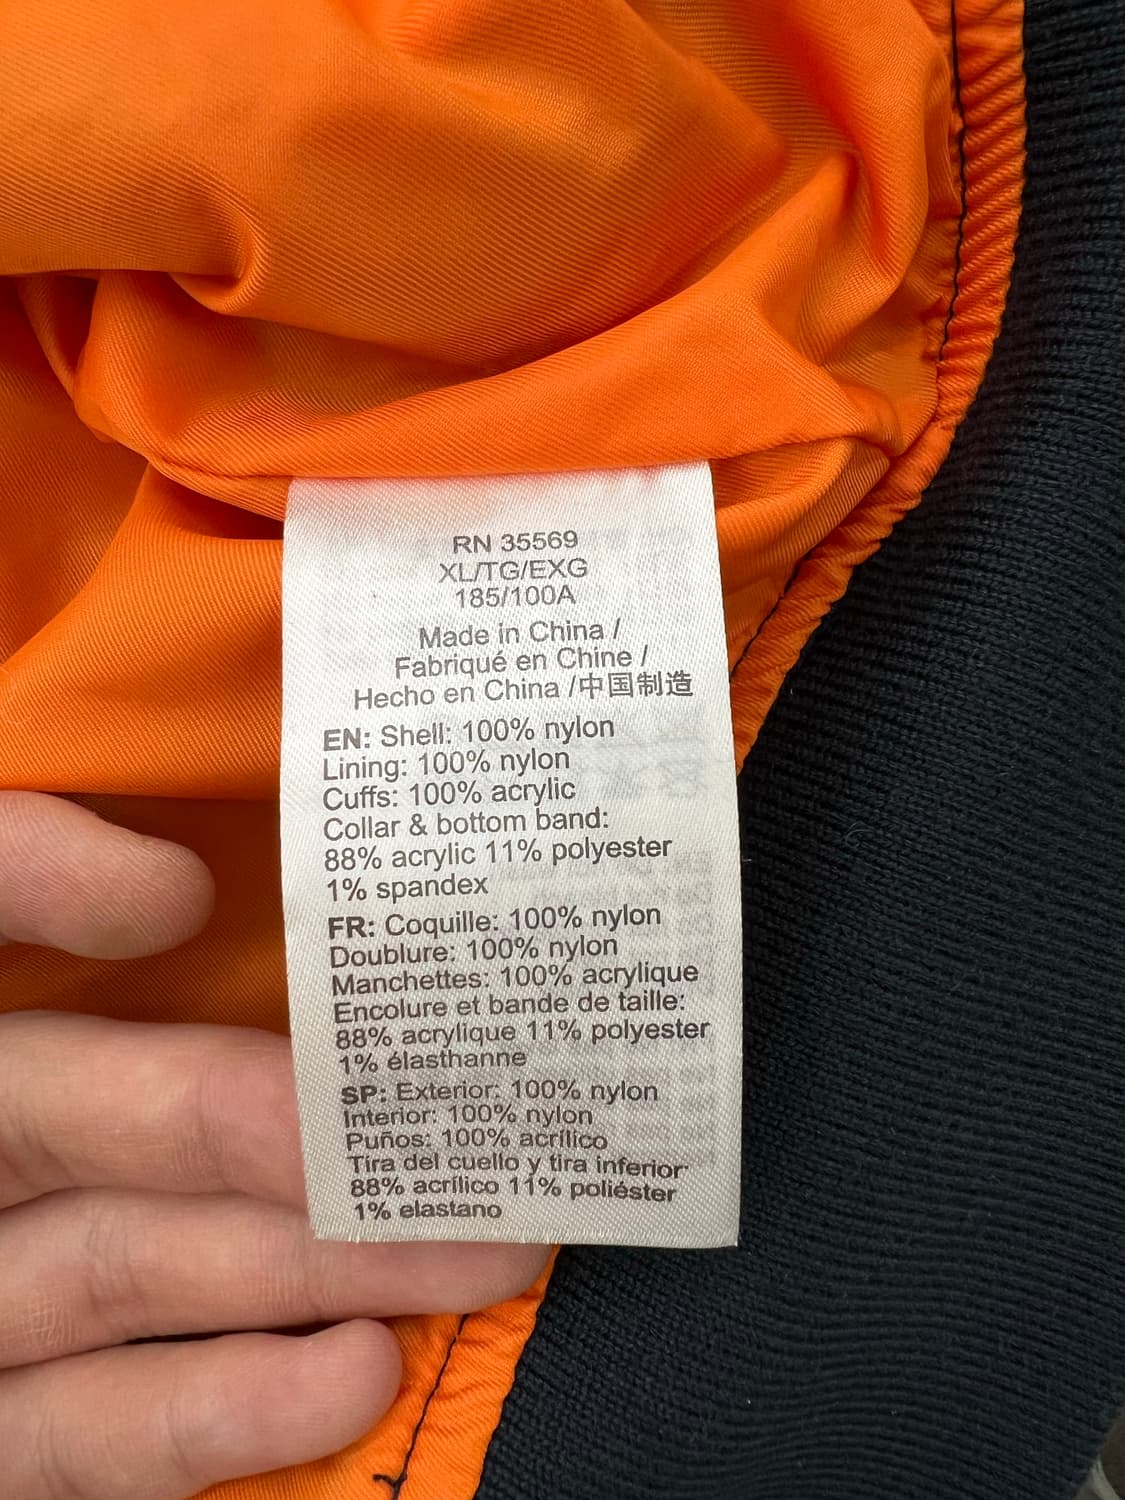 RN 35569
XL/TG/EXG
185/100A
Made in China /
Fabriqué en Chine /
Hecho en China /中国制造
EN: Shell: 100% nylon
Lining: 100% nylon
Cuffs: 100% acrylic
Collar & bottom band:
88% acrylic 11% polyester
1% spandex
FR: Coquille: 100% nylon
Doublure: 100% nylon
Manchettes: 100% acrylique
Encolure et bande de taille:
88% acrylique 11% polyester
1% élasthanne
SP: Exterior: 100% nylon
Interior: 100% nylon
Puños: 100% acrílico
Tira del cuello y tira inferior
88% acrílico 11% poliéster
1% elastano